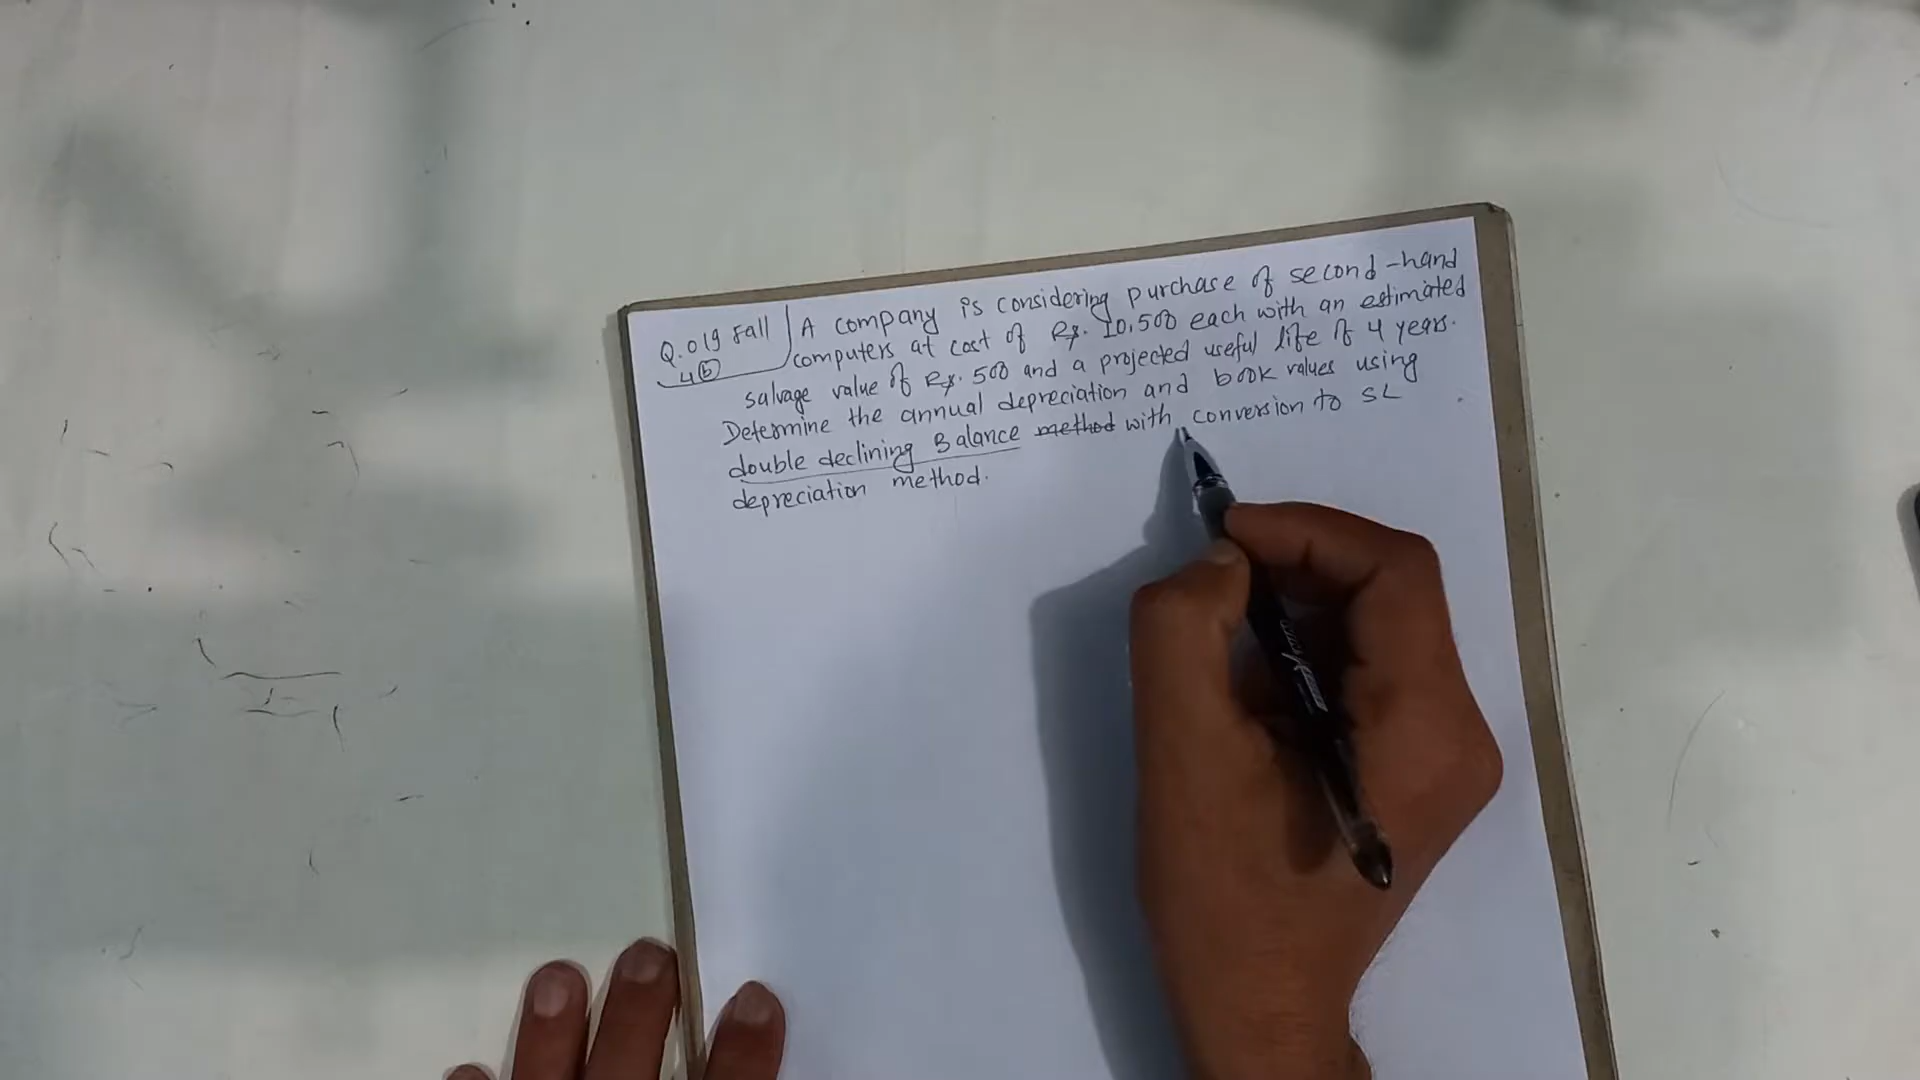 Q. 019 Fall
4 b
A company is considering purchase of second-hand
computers at cost of Rs. 10,500 each with an estimated
salvage value of Rs. 500 and a projected useful life of 4 years.
Determine the annual depreciation and book values using
double declining Balance method with conversion to SL
depreciation method.